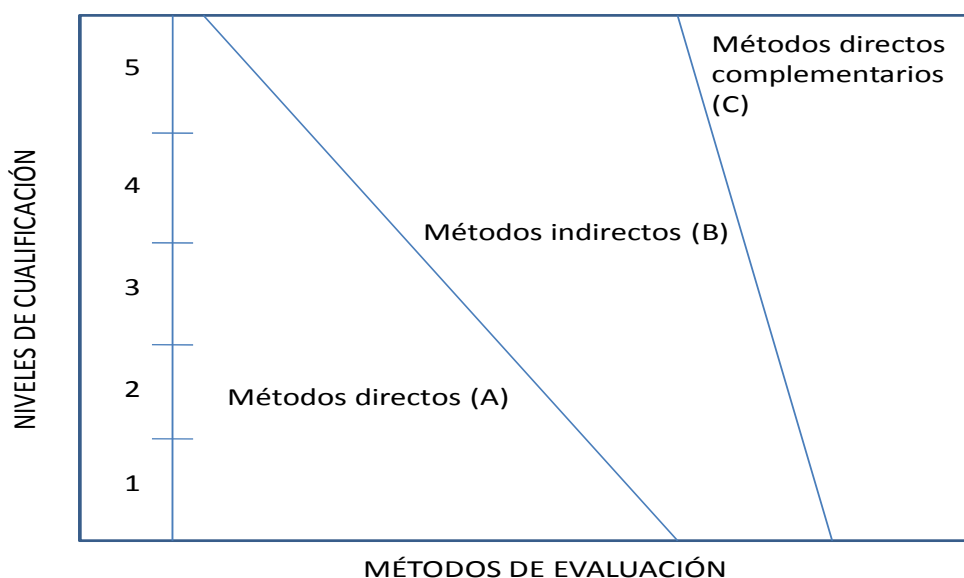 NIVELES DE CUALIFICACIÓN
5
4
3
2
1
Métodos directos
complementarios
(C)
Métodos indirectos (B)
Métodos directos (A)
MÉTODOS DE EVALUACIÓN